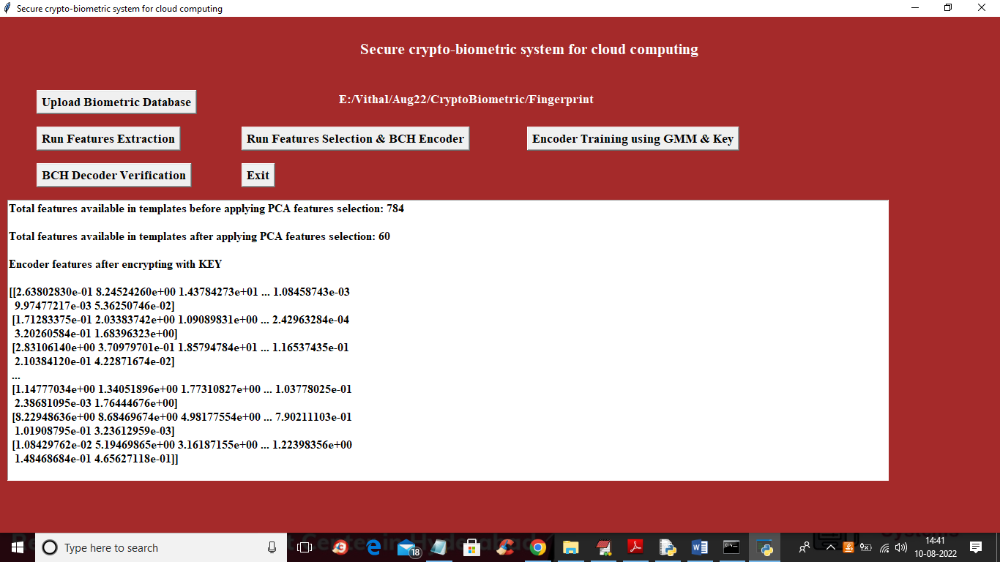 Secure crypto-biometric system for cloud computing
Secure crypto-biometric system for cloud computing
Upload Biometric Database
E:/Vithal/Aug22/CryptoBiometric/Fingerprint
Run Features Extraction
Run Features Selection & BCH Encoder
Encoder Training using GMM & Key
BCH Decoder Verification
Exit
Total features available in templates before applying PCA features selection: 784
Total features available in templates after applying PCA features selection: 60
Encoder features after encrypting with KEY
[[2.63802830e-01 8.24524260e+00 1.43784273e+01 ... 1.08458743e-03
9.97477217e-03 5.36250746e-02]
[1.71283375e-01 2.03383742e+00 1.09089831e+00 ... 2.42963284e-04
3.20260584e-01 1.68396323e+00]
[2.83106140e+00 3.70979701e-01 1.85794784e+01 ... 1.16537435e-01
2.10384120e-01 4.22871674e-02]
...
[1.14777034e+00 1.34051896e+00 1.77310827e+00 ... 1.03778025e-01
2.38681095e-03 1.76444676e+00]
[8.22948636e+00 8.68469674e+00 4.98177554e+00 ... 7.90211103e-01
1.01908795e-01 3.23612959e-03]
[1.08429762e-02 5.19469865e+00 3.16187155e+00 ... 1.22398356e+00
1.48468684e-01 4.65627118e-01]]
Type here to search
18
14:41
10-08-2022